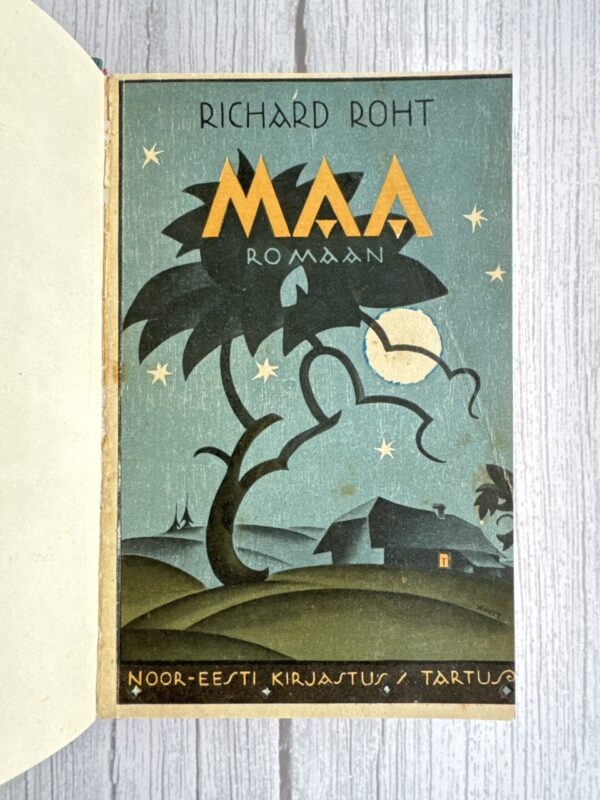 RICHARD ROHT
MAA
ROMAAN
NOOR-EESTI KIRJASTUS / TARTUS